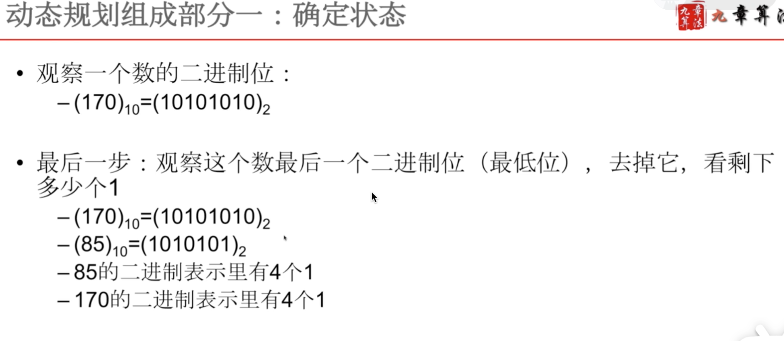 动态规划组成部分一：确定状态
九章算法
九章算法
• 观察一个数的二进制位：
– (170)₁₀=(10101010)₂
• 最后一步：观察这个数最后一个二进制位（最低位），去掉它，看剩下
多少个1
– (170)₁₀=(10101010)₂
– (85)₁₀=(1010101)₂
– 85的二进制表示里有4个1
– 170的二进制表示里有4个1